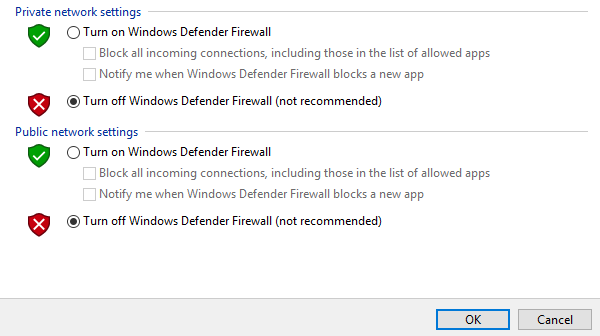 Private network settings
Turn on Windows Defender Firewall
Block all incoming connections, including those in the list of allowed apps
Notify me when Windows Defender Firewall blocks a new app
Turn off Windows Defender Firewall (not recommended)
Public network settings
Turn on Windows Defender Firewall
Block all incoming connections, including those in the list of allowed apps
Notify me when Windows Defender Firewall blocks a new app
Turn off Windows Defender Firewall (not recommended)
OK Cancel